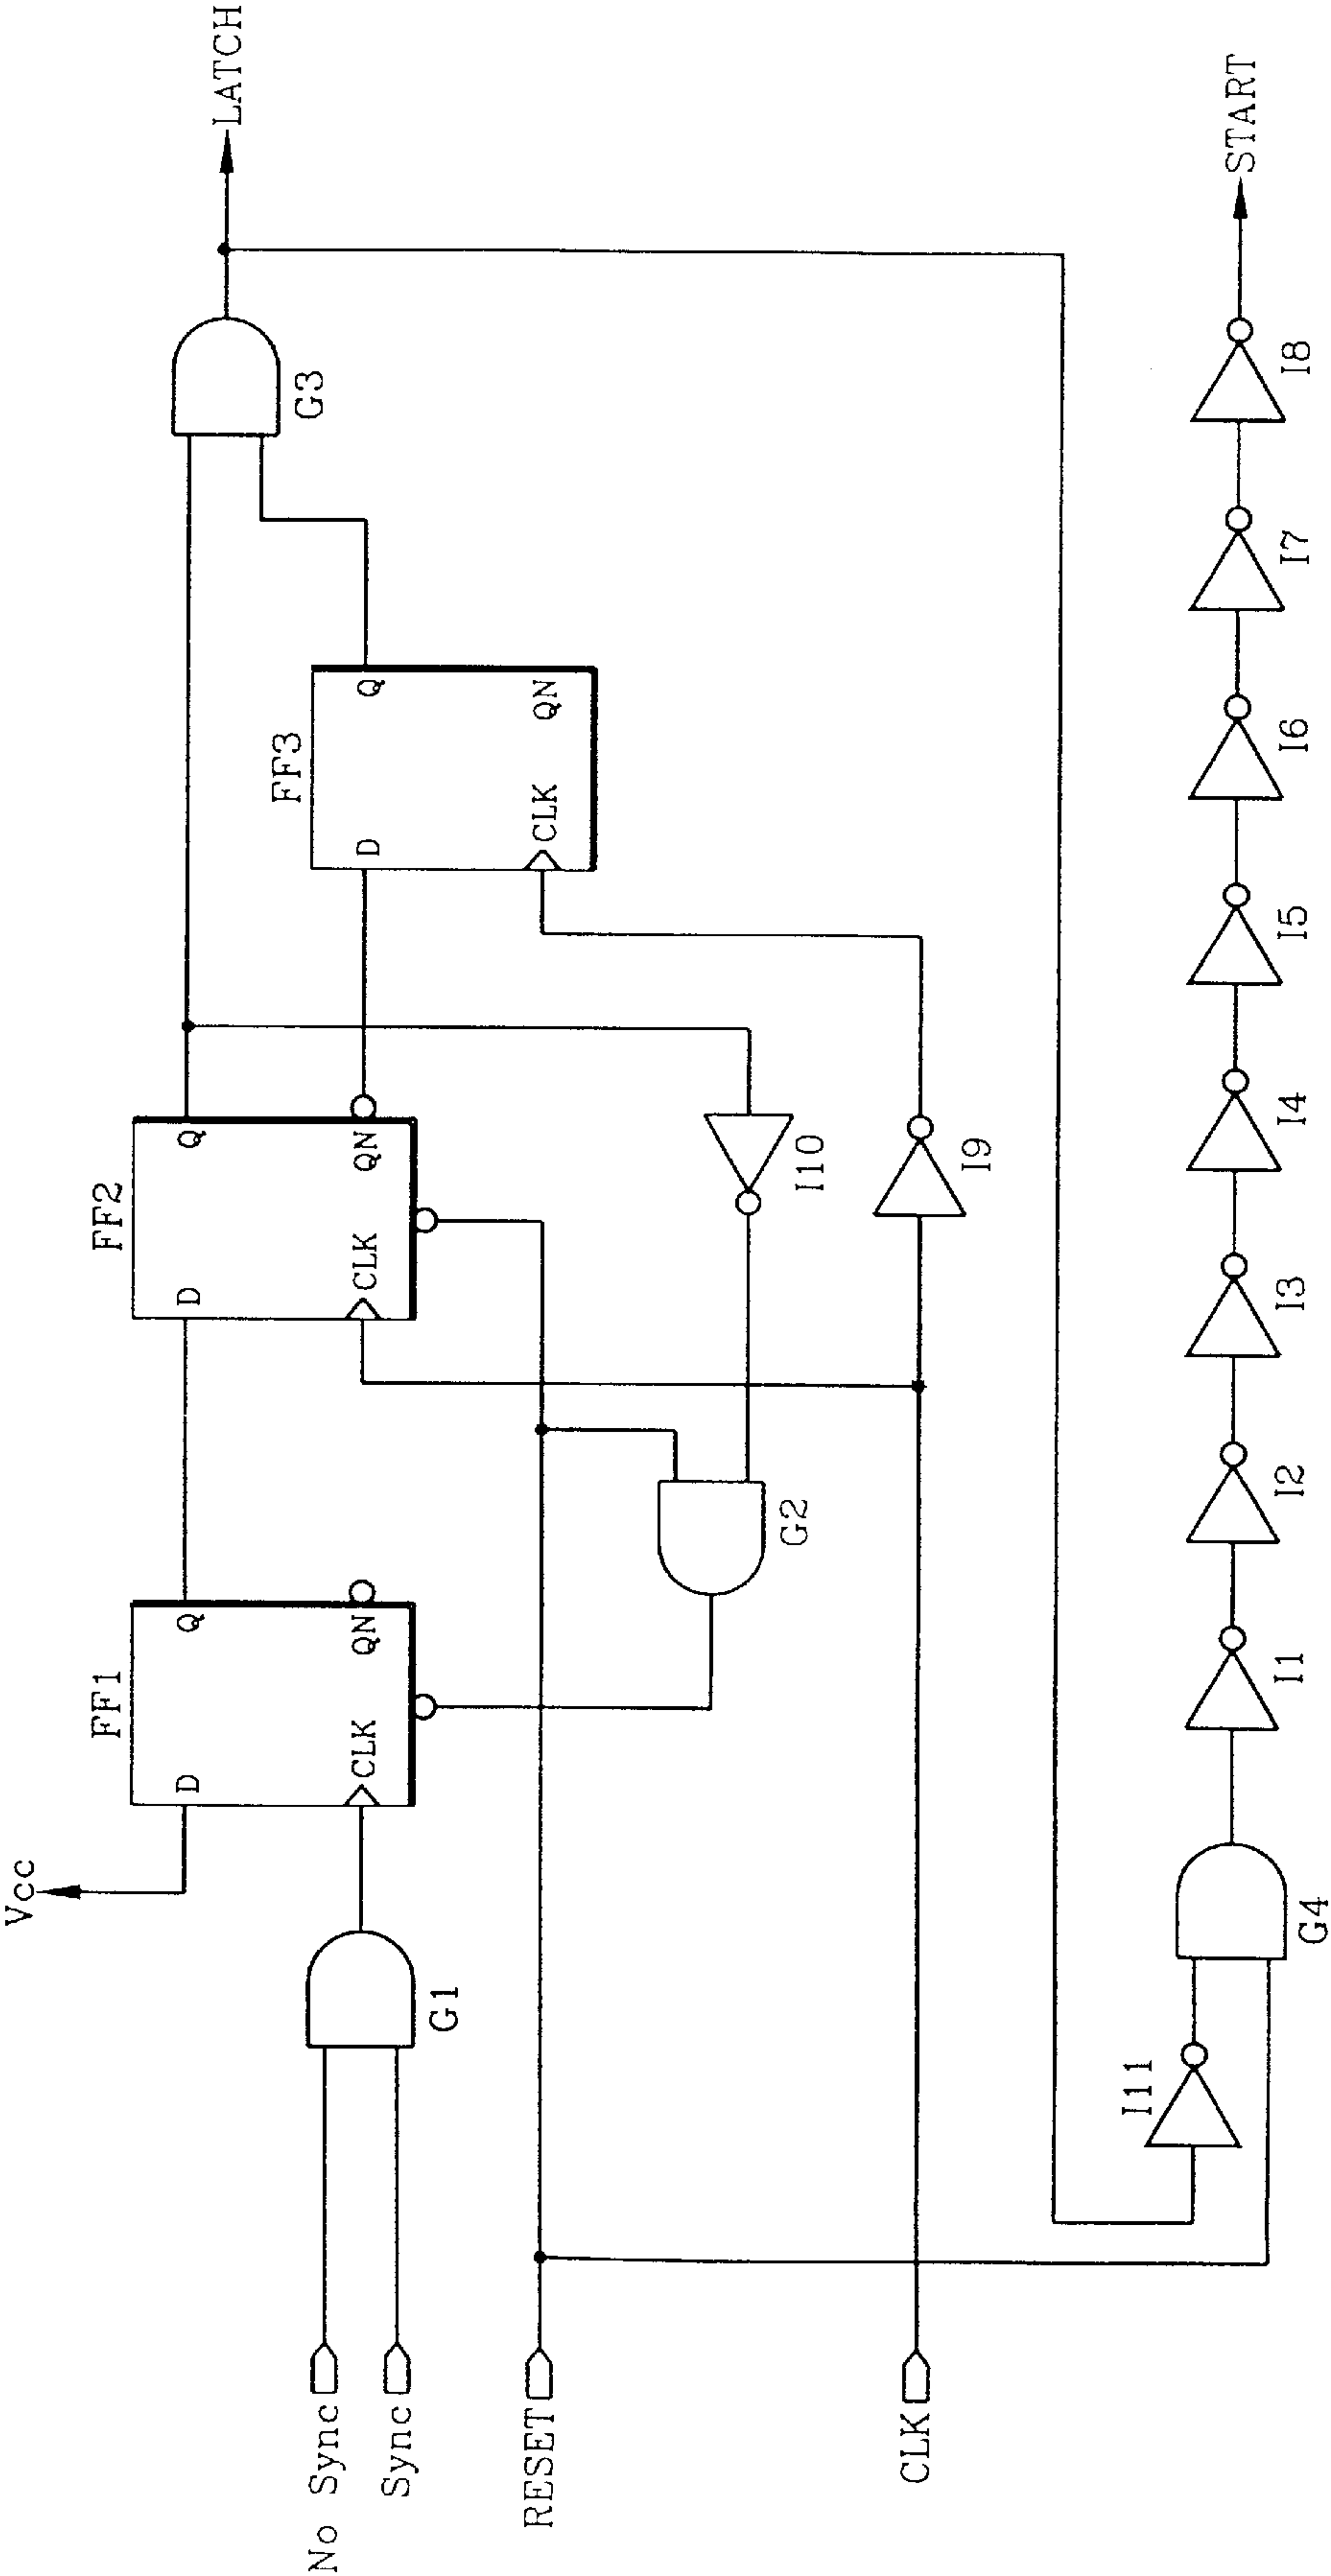 Vcc
FF1
D
Q
CLK
QN
FF2
D
Q
CLK
QN
FF3
D
Q
CLK
QN
G3
LATCH
No Sync
Sync
G1
RESET
G2
I10
CLK
I9
I11
G4
I1
I2
I3
I4
I5
I6
I7
I8
START